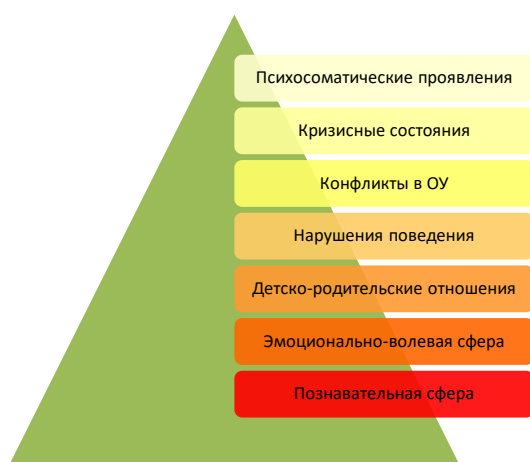 Психосоматические проявления
Кризисные состояния
Конфликты в ОУ
Нарушения поведения
Детско-родительские отношения
Эмоционально-волевая сфера
Познавательная сфера